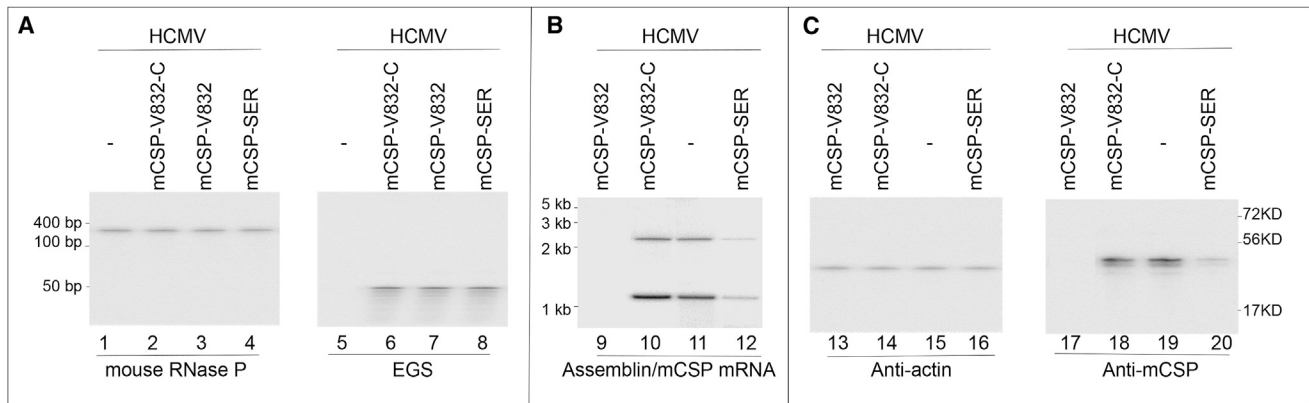 A
B
C
HCMV
HCMV
HCMV
HCMV
HCMV
-
mCSP-V832-C
mCSP-V832
mCSP-SER
-
mCSP-V832-C
mCSP-V832
mCSP-SER
mCSP-V832
mCSP-V832-C
-
mCSP-SER
mCSP-V832
mCSP-V832-C
-
mCSP-SER
mCSP-V832
mCSP-V832-C
-
mCSP-SER
400 bp
100 bp
50 bp
5 kb
3 kb
2 kb
1 kb
72KD
56KD
17KD
1 2 3 4
5 6 7 8
9 10 11 12
13 14 15 16
17 18 19 20
mouse RNase P
EGS
Assemblin/mCSP mRNA
Anti-actin
Anti-mCSP